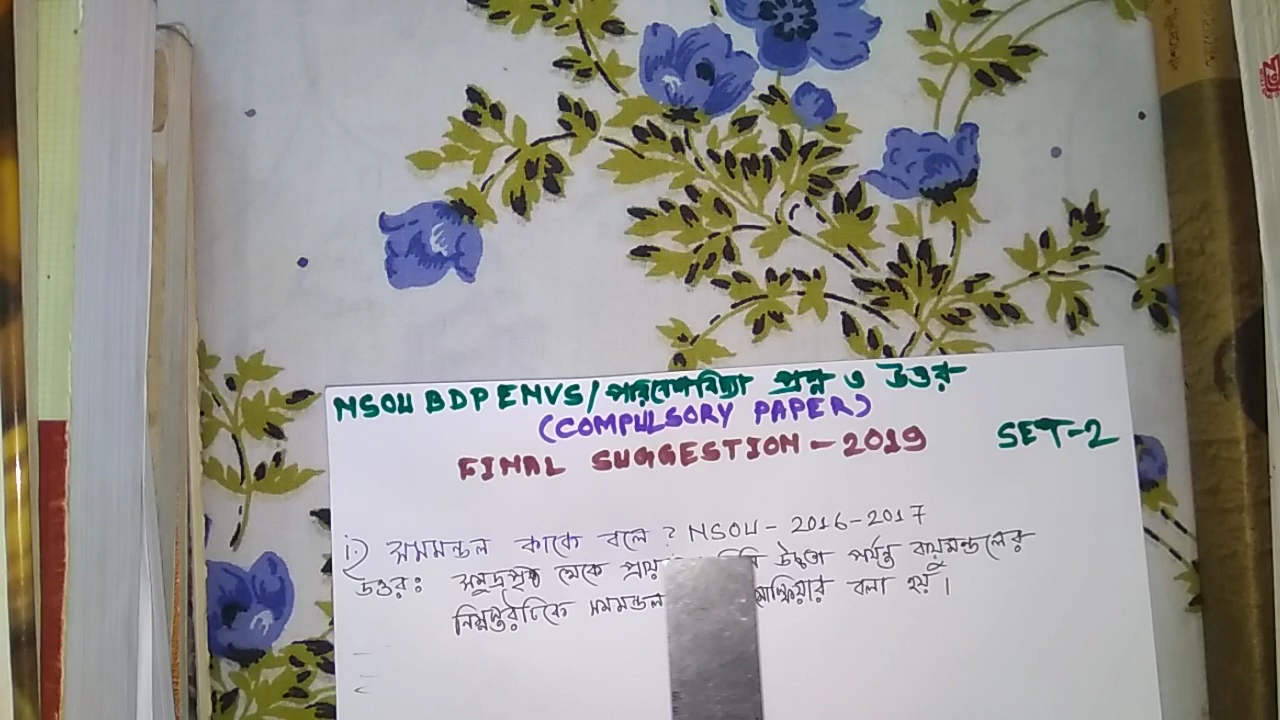 NSOU BDP ENVS/পরিবেশবিদ্যা প্রশ্ন ও উত্তর
(COMPULSORY PAPER)
FINAL SUGGESTION - 2019 SET-2
i) সমমন্ডল কাকে বলে ? NSOU - 2016-2017
উত্তরঃ সমুদ্রপৃষ্ঠ থেকে প্রায় উচ্চতা পর্যন্ত বায়ুমন্ডলের
নিম্নস্তরটিকে সমমন্ডল বলা হয় ।